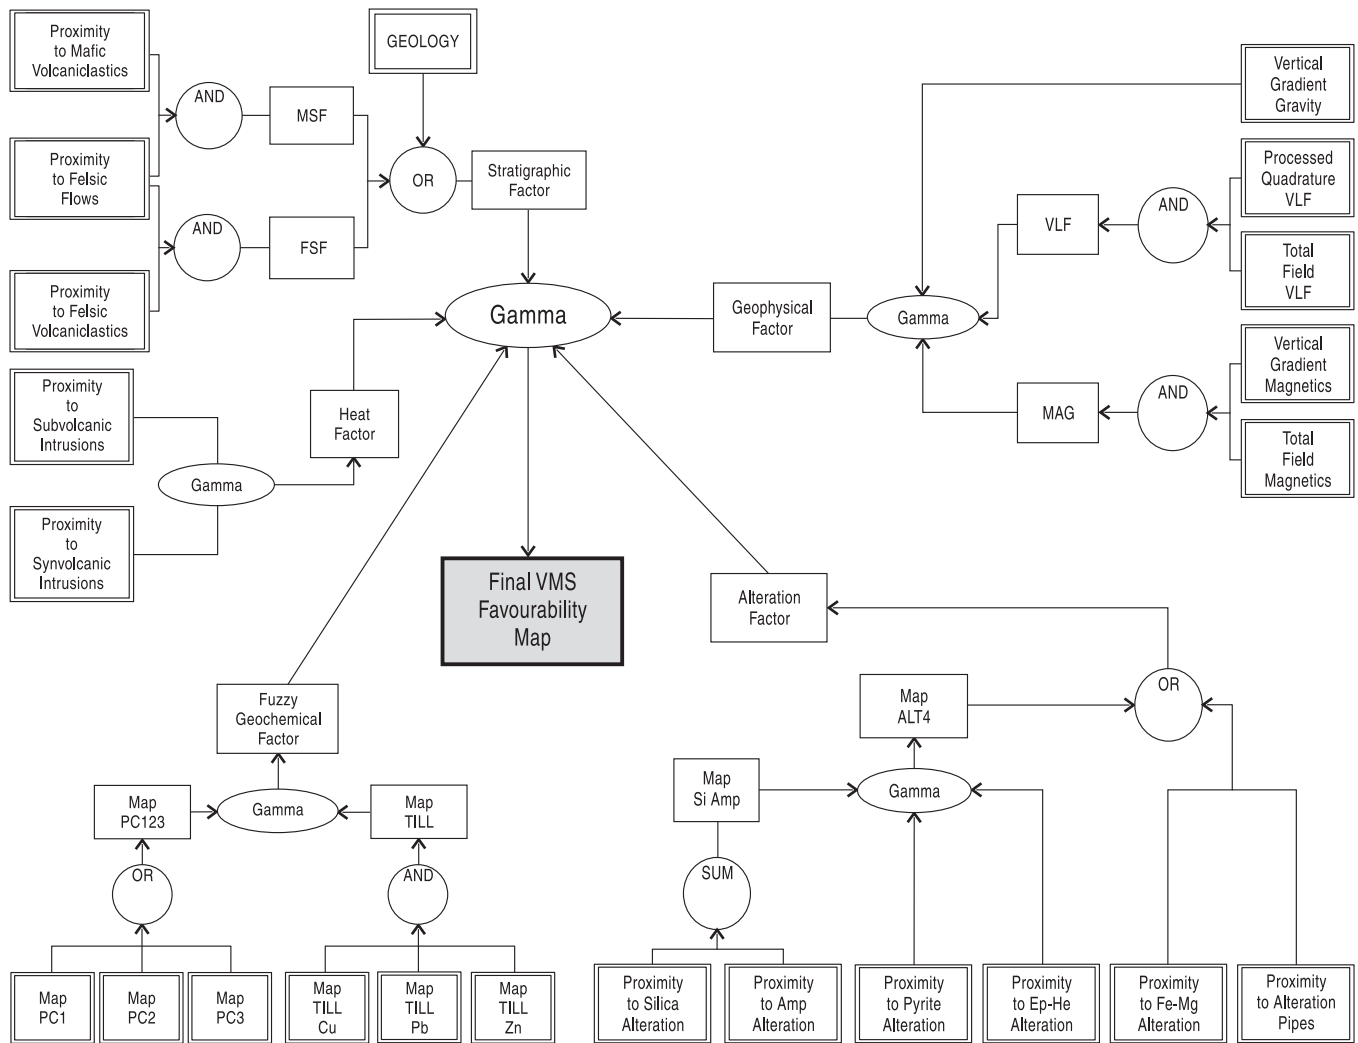 Proximity
to Mafic
Volcaniclastics
GEOLOGY
Vertical
Gradient
Gravity
AND
MSF
Proximity
to Felsic
Flows
OR
Stratigraphic
Factor
Processed
Quadrature
VLF
AND
VLF
AND
FSF
Total
Field
VLF
Proximity
to Felsic
Volcaniclastics
Gamma
Geophysical
Factor
Gamma
Vertical
Gradient
Magnetics
Proximity
to
Subvolcanic
Intrusions
Heat
Factor
MAG
AND
Total
Field
Magnetics
Gamma
Proximity
to
Synvolcanic
Intrusions
Final VMS
Favourability
Map
Alteration
Factor
Fuzzy
Geochemical
Factor
Map
ALT4
OR
Map
PC123
Gamma
Map
TILL
Map
Si Amp
Gamma
OR
AND
SUM
Map
PC1
Map
PC2
Map
PC3
Map
TILL
Cu
Map
TILL
Pb
Map
TILL
Zn
Proximity
to Silica
Alteration
Proximity
to Amp
Alteration
Proximity
to Pyrite
Alteration
Proximity
to Ep-He
Alteration
Proximity
to Fe-Mg
Alteration
Proximity
to Alteration
Pipes